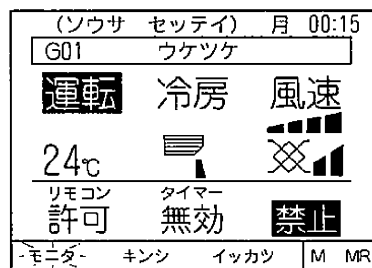 (ソウサ セッテイ) 月 00:15
G01 ウケツケ
運転 冷房 風速
24℃
リモコン タイマー
許可 無効 禁止
モニタ キンシ イッカツ M MR